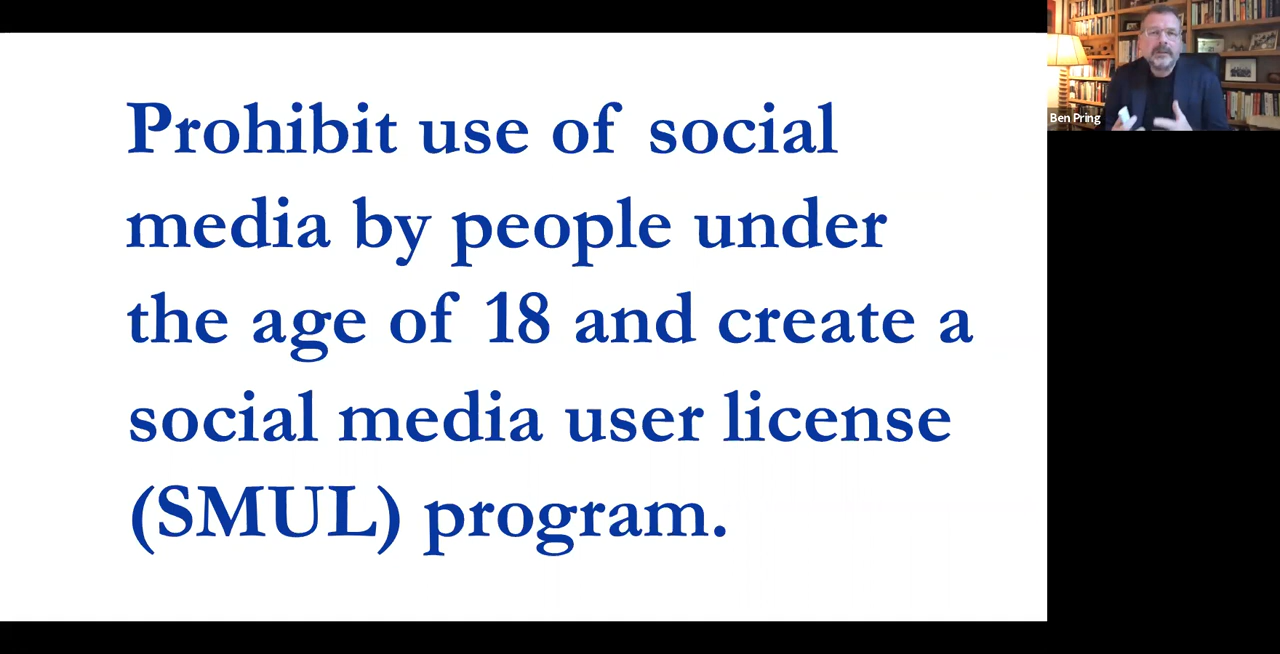 Prohibit use of social
media by people under
the age of 18 and create a
social media user license
(SMUL) program.
Ben Pring